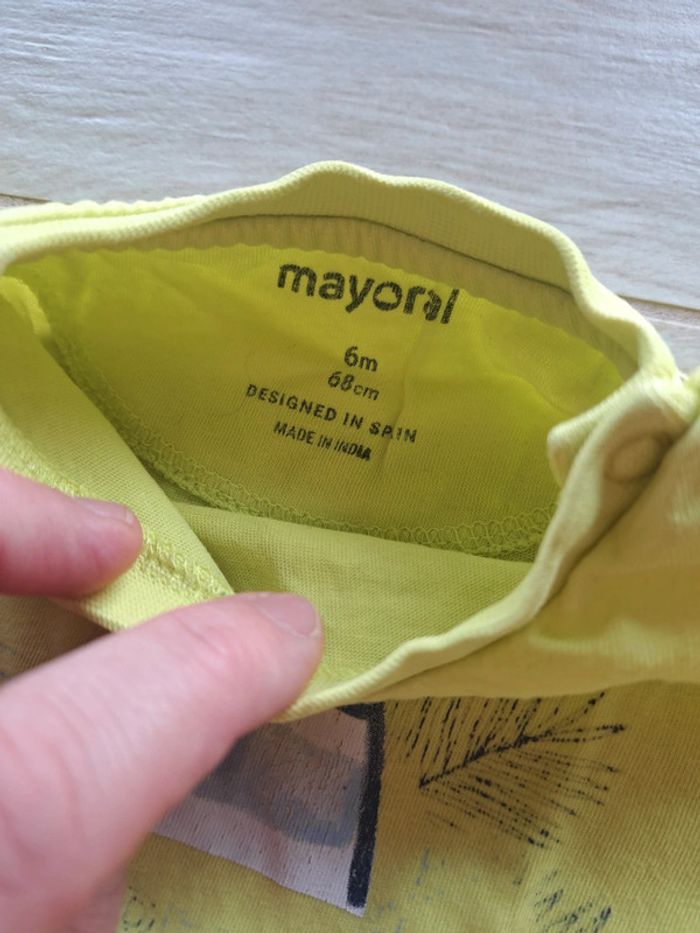 mayoral
6m
68cm
DESIGNED IN SPAIN
MADE IN INDIA